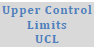 Upper Control
Limits
UCL